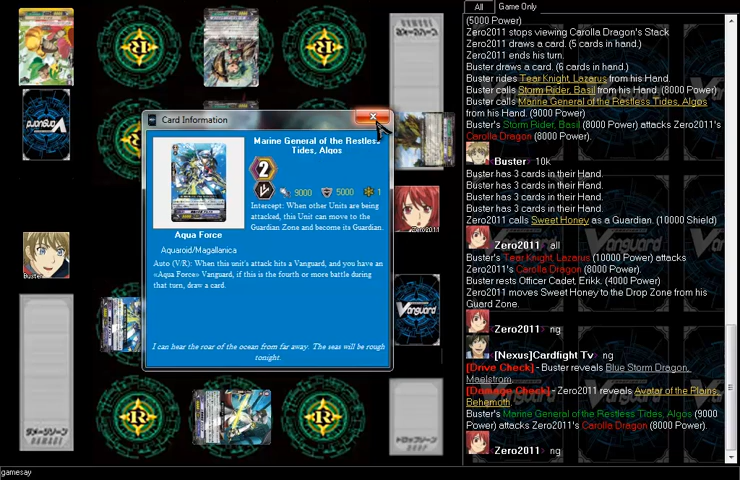 All
Game Only
Card Information
Marine General of the Restless
Tides, Algos
2
9000
5000
1
Intercept: When other Units are being
attacked, this Unit can move to the
Guardian Zone and become its Guardian.
Aqua Force
Aquaroid/Magallanica
Auto (V/R): When this unit's attack hits a Vanguard, and you have an
«Aqua Force» Vanguard, if this is the fourth or more battle during
that turn, draw a card.
I can hear the roar of the ocean from far away. The seas will be rough
tonight.
Buster
Zero2011
Vanguard
(5000 Power)
Zero2011 stops viewing Carolla Dragon's Stack
Zero2011 draws a card. (5 cards in hand.)
Zero2011 ends his turn.
Buster draws a card. (6 cards in hand.)
Buster rides Tear Knight, Lazarus from his Hand.
Buster calls Storm Rider, Basil from his Hand. (8000 Power)
Buster calls Marine General of the Restless Tides, Algos
from his Hand. (9000 Power)
Buster's Storm Rider, Basil (8000 Power) attacks Zero2011's
Carolla Dragon (8000 Power).
Buster 10k
Buster has 3 cards in their Hand.
Buster has 3 cards in their Hand.
Buster has 3 cards in their Hand.
Buster has 3 cards in their Hand.
Zero2011 calls Sweet Honey as a Guardian. (10000 Shield)
Zero2011 all
Buster's Tear Knight, Lazarus (10000 Power) attacks
Zero2011's Carolla Dragon (8000 Power).
Buster rests Officer Cadet, Erikk. (4000 Power)
Zero2011 moves Sweet Honey to the Drop Zone from his
Guard Zone.
Zero2011 ng
[Nexus]Cardfight Tv ng
[Drive Check] - Buster reveals Blue Storm Dragon,
Maelstrom.
[Damage Check] - Zero2011 reveals Avatar of the Plains,
Behemoth.
Buster's Marine General of the Restless Tides, Algos (9000
Power) attacks Zero2011's Carolla Dragon (8000 Power).
Zero2011 ng
gamesay